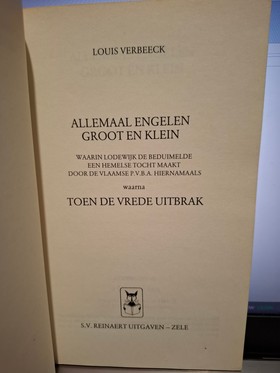 LOUIS VERBEECK
ALLEMAAL ENGELEN
GROOT EN KLEIN
WAARIN LODEWIJK DE BEDUIMELDE
EEN HEMELSE TOCHT MAAKT
DOOR DE VLAAMSE P.V.B.A. HIERNAMAALS
waarna
TOEN DE VREDE UITBRAK
S.V. REINAERT UITGAVEN – ZELE